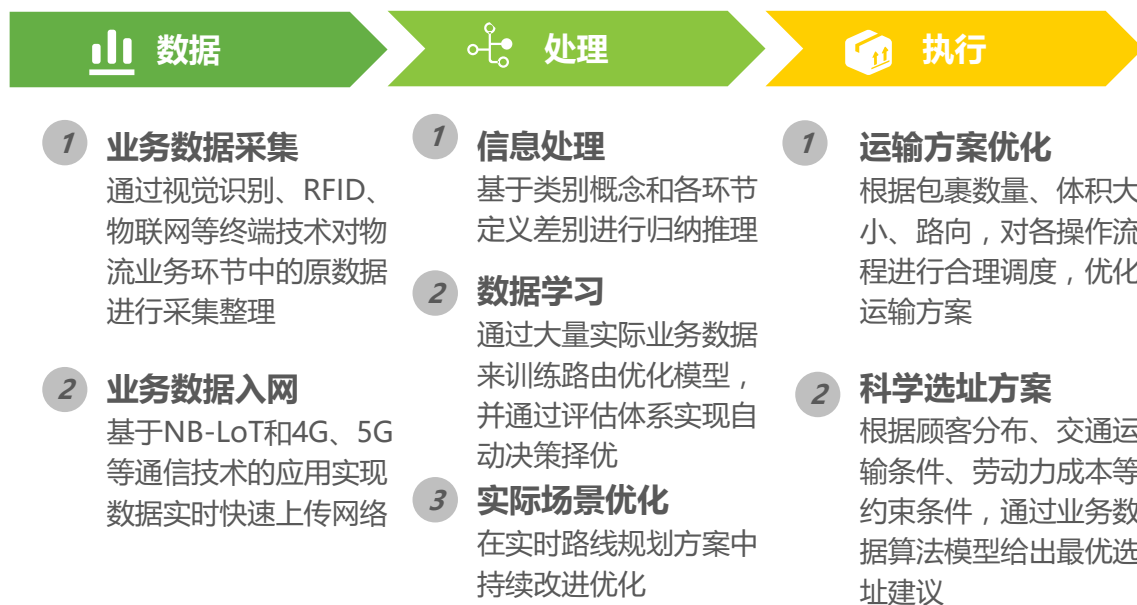 数据
处理
执行
1 业务数据采集
通过视觉识别、RFID、
物联网等终端技术对物
流业务环节中的原数据
进行采集整理
2 业务数据入网
基于NB-LoT和4G、5G
等通信技术的应用实现
数据实时快速上传网络
1 信息处理
基于类别概念和各环节
定义差别进行归纳推理
2 数据学习
通过大量实际业务数据
来训练路由优化模型，
并通过评估体系实现自
动决策择优
3 实际场景优化
在实时路线规划方案中
持续改进优化
1 运输方案优化
根据包裹数量、体积大
小、路向，对各操作流
程进行合理调度，优化
运输方案
2 科学选址方案
根据顾客分布、交通运
输条件、劳动力成本等
约束条件，通过业务数
据算法模型给出最优选
址建议